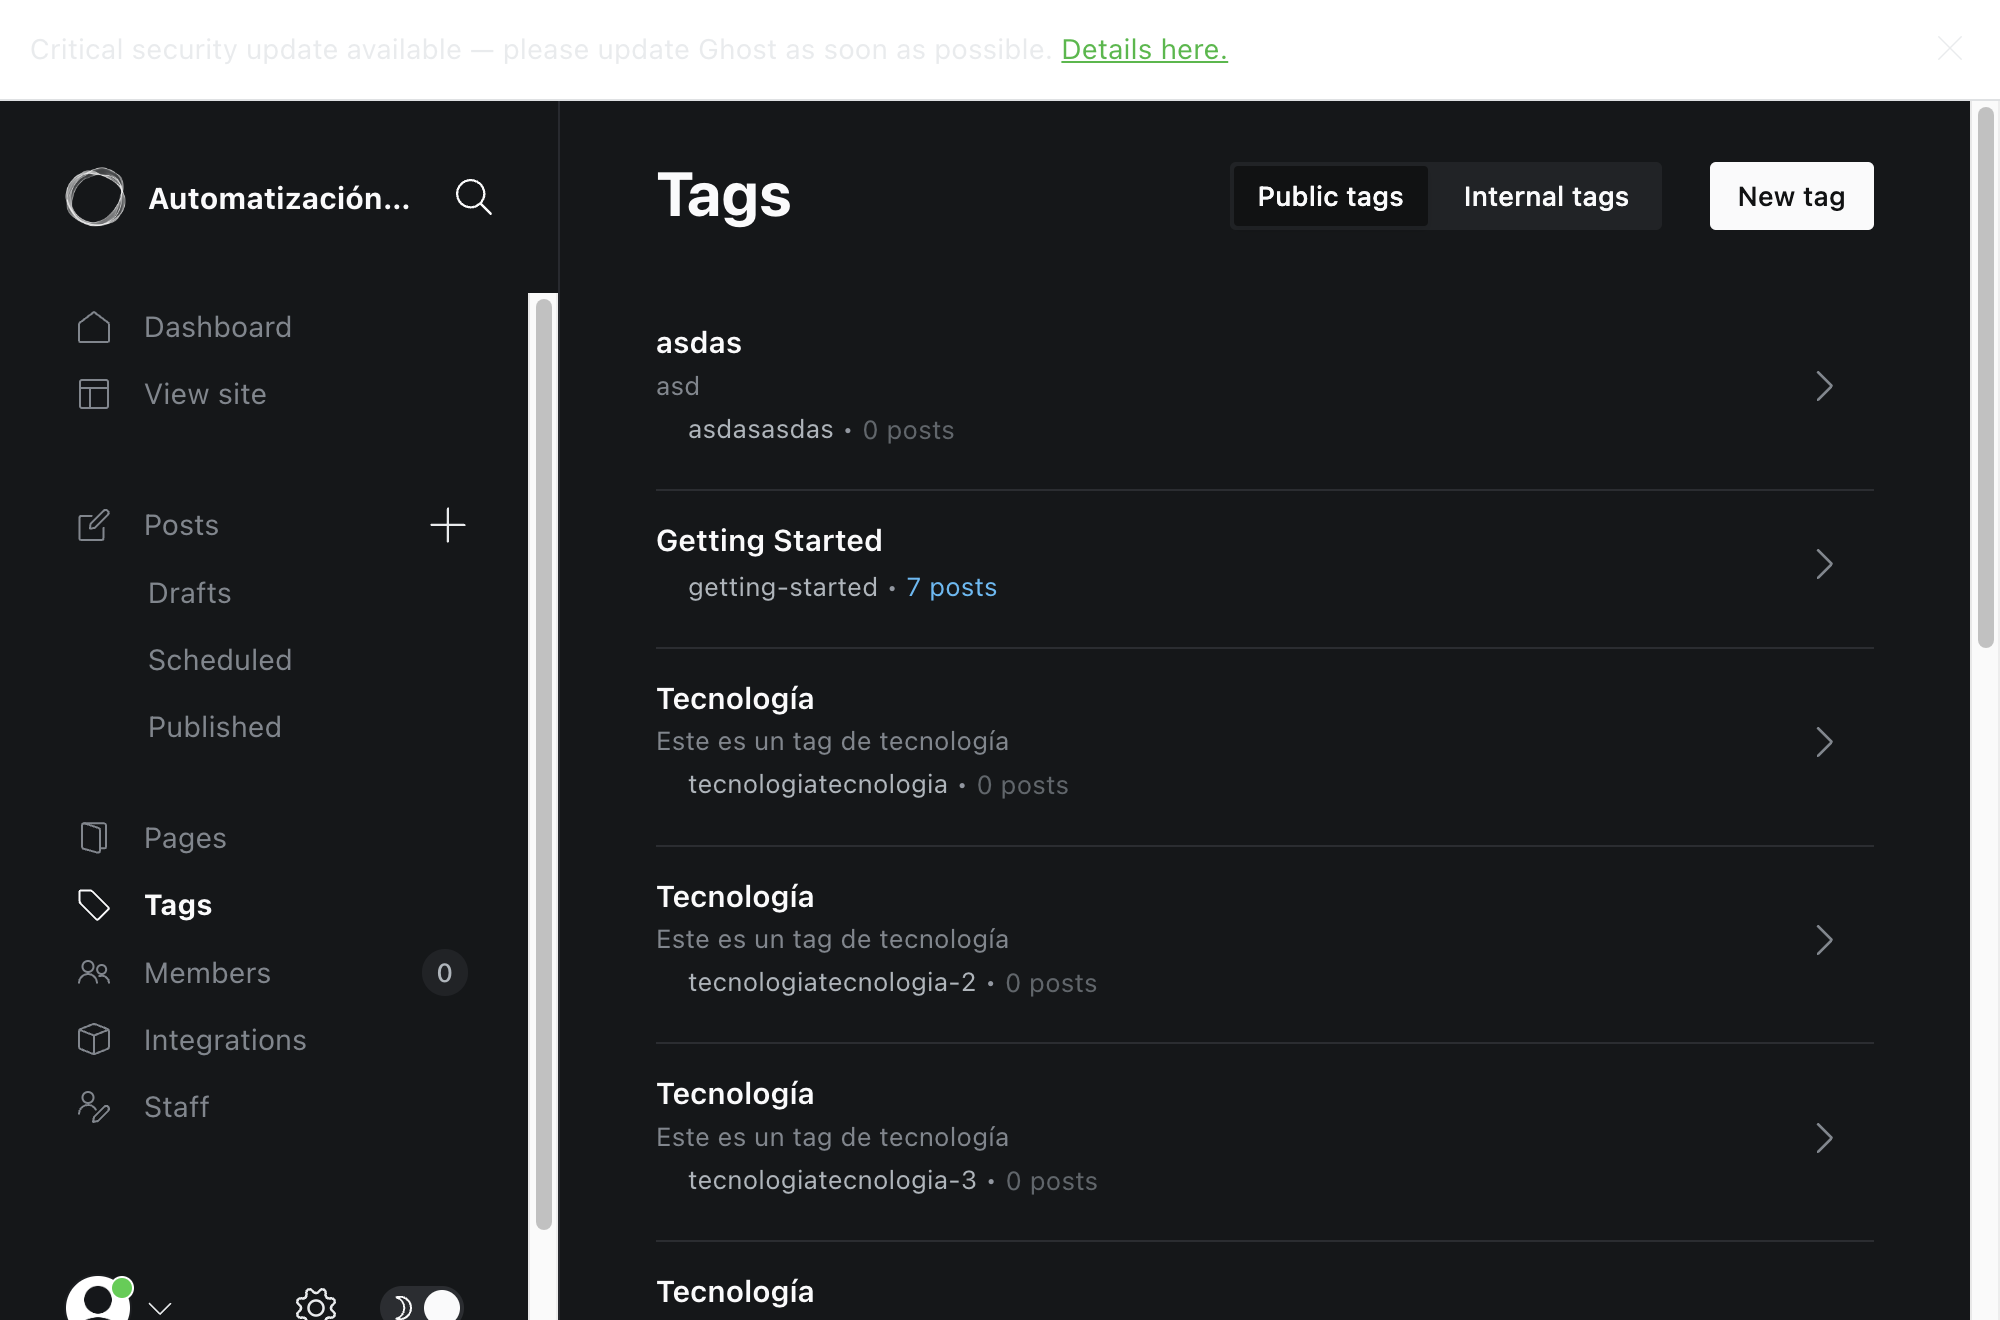 Critical security update available — please update Ghost as soon as possible. Details here.
Automatización...
Dashboard
View site
Posts
Drafts
Scheduled
Published
Pages
Tags
Members 0
Integrations
Staff
Tags
Public tags Internal tags New tag
asdas
asd
asdasasdas • 0 posts
Getting Started
getting-started • 7 posts
Tecnología
Este es un tag de tecnología
tecnologiatecnologia • 0 posts
Tecnología
Este es un tag de tecnología
tecnologiatecnologia-2 • 0 posts
Tecnología
Este es un tag de tecnología
tecnologiatecnologia-3 • 0 posts
Tecnología